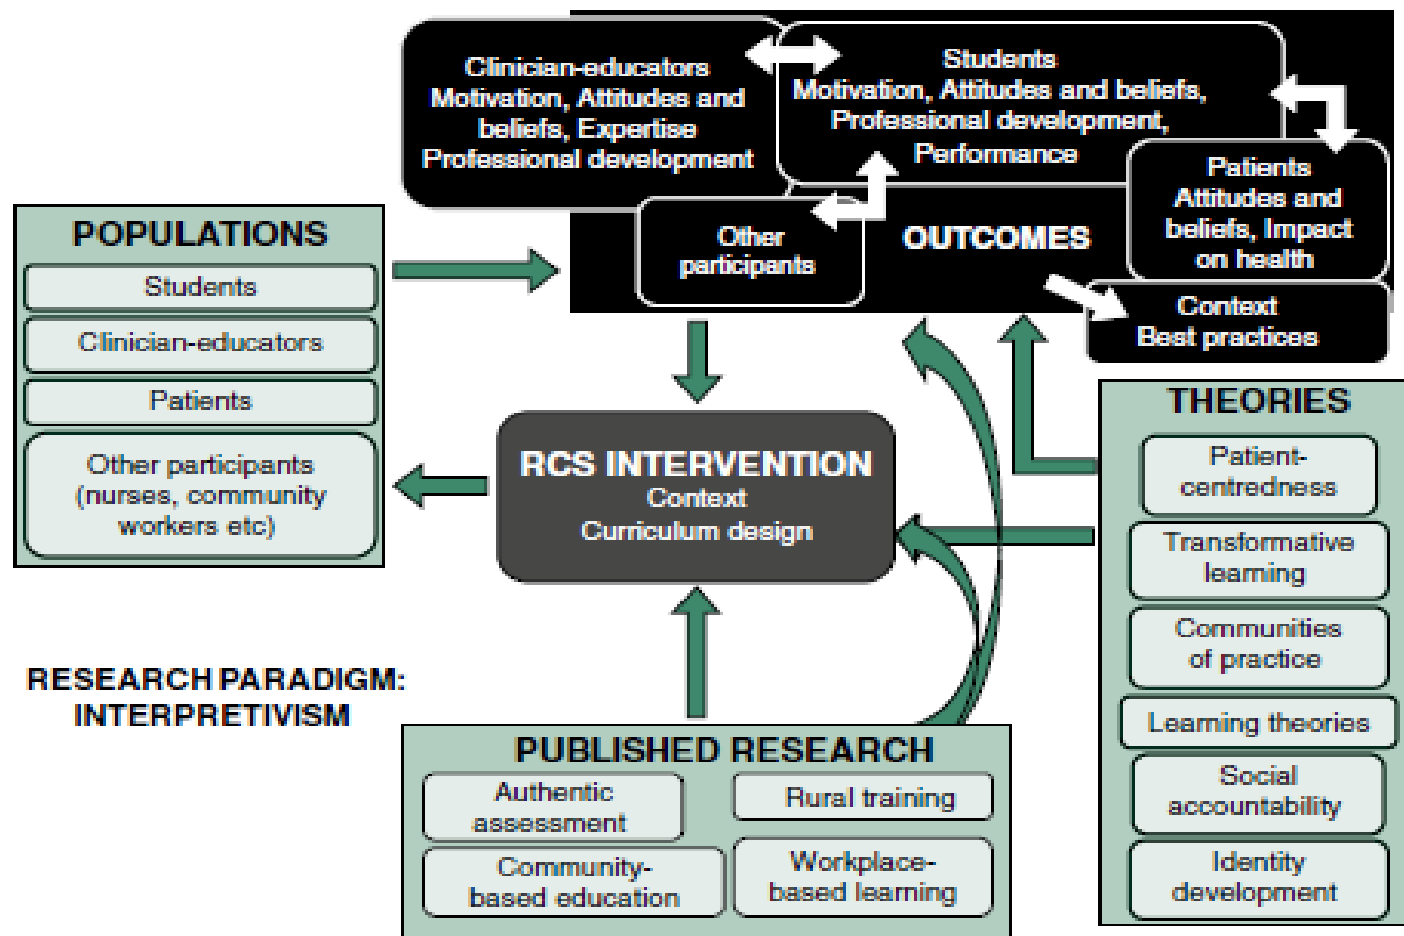 Clinician-educators
Motivation, Attitudes and
beliefs, Expertise
Professional development
Students
Motivation, Attitudes and beliefs,
Professional development,
Performance
Patients
Attitudes and
beliefs, Impact
on health
Other
participants
OUTCOMES
Context
Best practices
POPULATIONS
Students
Clinician-educators
Patients
Other participants
(nurses, community
workers etc)
RCS INTERVENTION
Context
Curriculum design
THEORIES
Patient-
centredness
Transformative
learning
Communities
of practice
Learning theories
Social
accountability
Identity
development
RESEARCH PARADIGM:
INTERPRETIVISM
PUBLISHED RESEARCH
Authentic
assessment
Rural training
Community-
based education
Workplace-
based learning